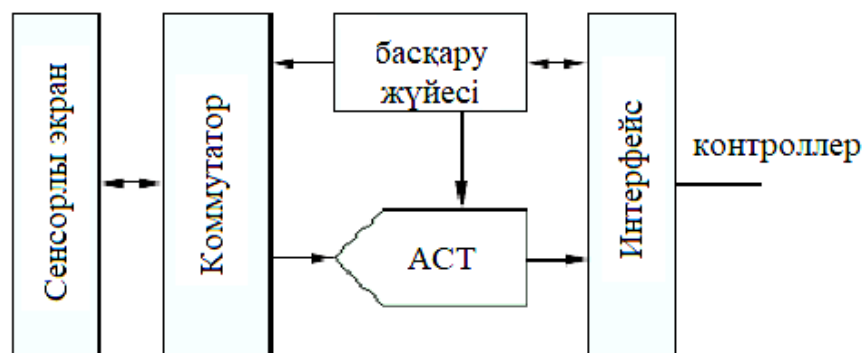 Сенсорлы экран
Коммутатор
басқару
жүйесі
АСТ
Интерфейс
контроллер